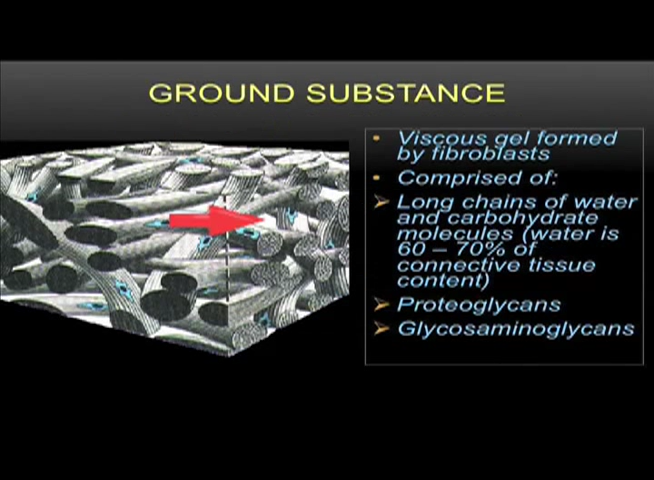 GROUND SUBSTANCE
• Viscous gel formed
by fibroblasts
• Comprised of:
➢ Long chains of water
and carbohydrate
molecules (water is
60 – 70% of
connective tissue
content)
➢ Proteoglycans
➢ Glycosaminoglycans